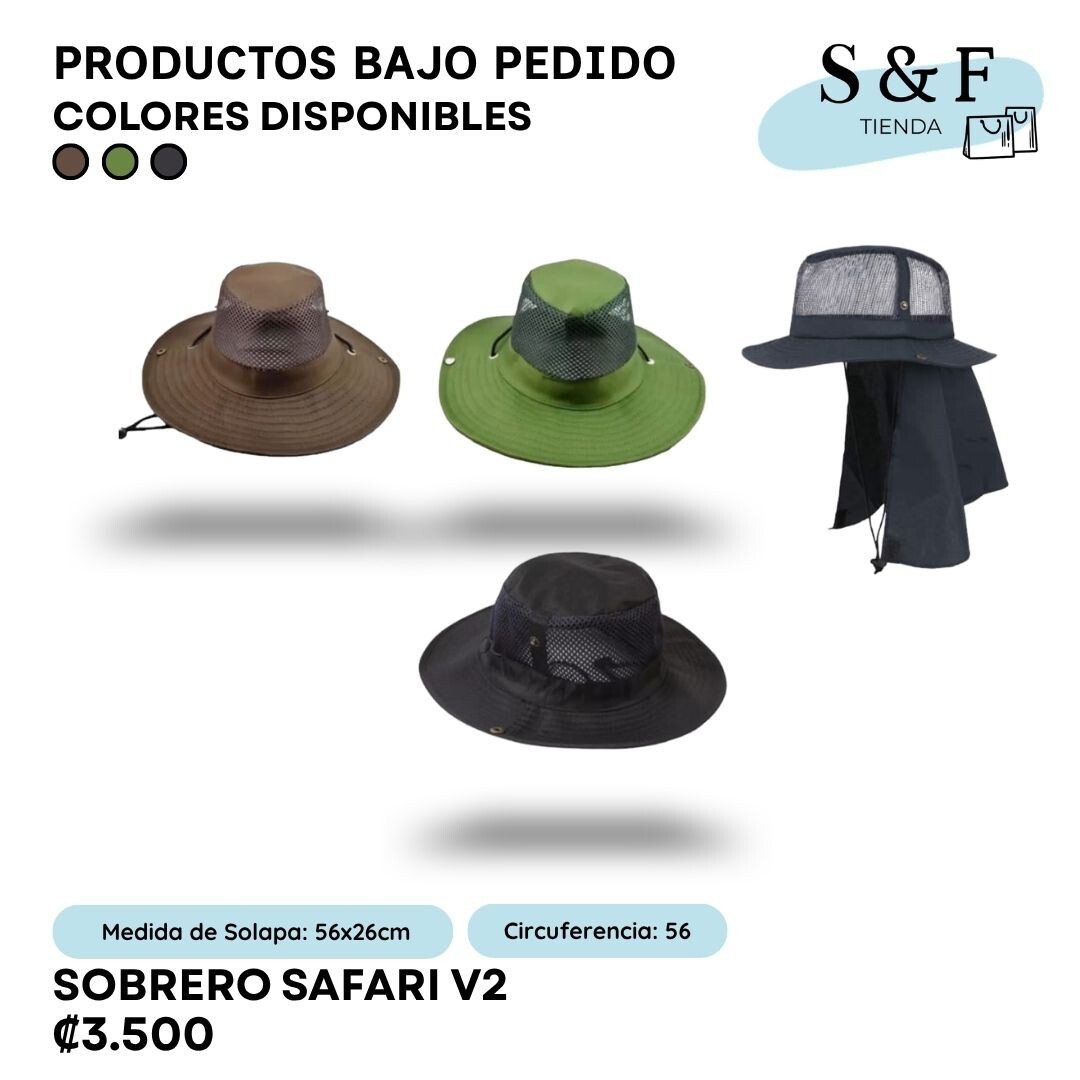 PRODUCTOS BAJO PEDIDO
COLORES DISPONIBLES
S & F
TIENDA
Medida de Solapa: 56x26cm
Circuferencia: 56
SOBRERO SAFARI V2
₡3.500